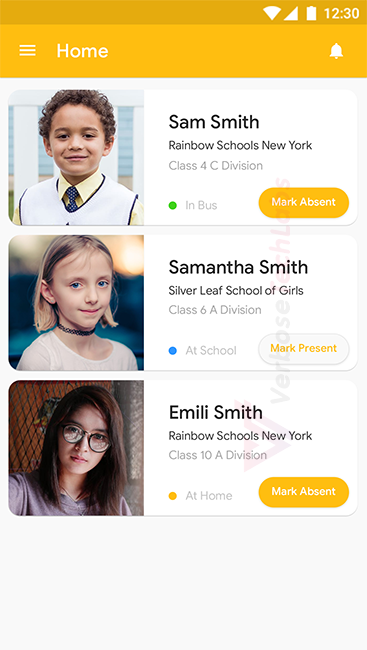 12:30
Home
Sam Smith
Rainbow Schools New York
Class 4 C Division
In Bus
Mark Absent
Samantha Smith
Silver Leaf School of Girls
Class 6 A Division
At School
Mark Present
Emili Smith
Rainbow Schools New York
Class 10 A Division
At Home
Mark Absent